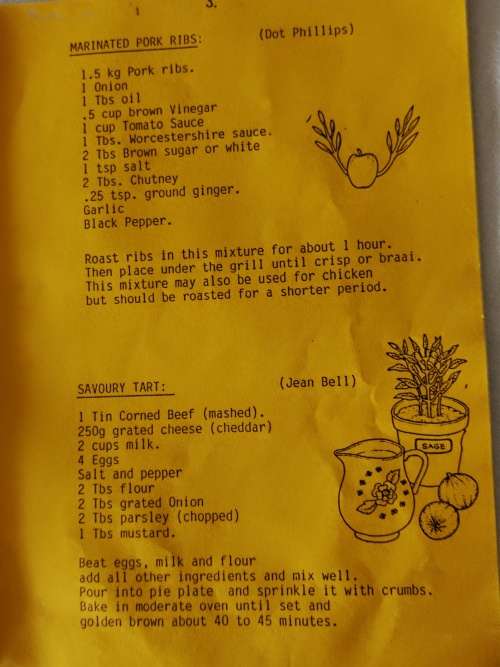 3.
MARINATED PORK RIBS: (Dot Phillips)
1.5 kg Pork ribs.
1 Onion
1 Tbs oil
.5 cup brown Vinegar
1 cup Tomato Sauce
1 Tbs. Worcestershire sauce.
2 Tbs Brown sugar or white
1 tsp salt
2 Tbs. Chutney
.25 tsp. ground ginger.
Garlic
Black Pepper.
Roast ribs in this mixture for about 1 hour.
Then place under the grill until crisp or braai.
This mixture may also be used for chicken
but should be roasted for a shorter period.
SAVOURY TART: (Jean Bell)
1 Tin Corned Beef (mashed).
250g grated cheese (cheddar)
2 cups milk.
4 Eggs
Salt and pepper
2 Tbs flour
2 Tbs grated Onion
2 Tbs parsley (chopped)
1 Tbs mustard.
SAGE
Beat eggs, milk and flour
add all other ingredients and mix well.
Pour into pie plate and sprinkle it with crumbs.
Bake in moderate oven until set and
golden brown about 40 to 45 minutes.